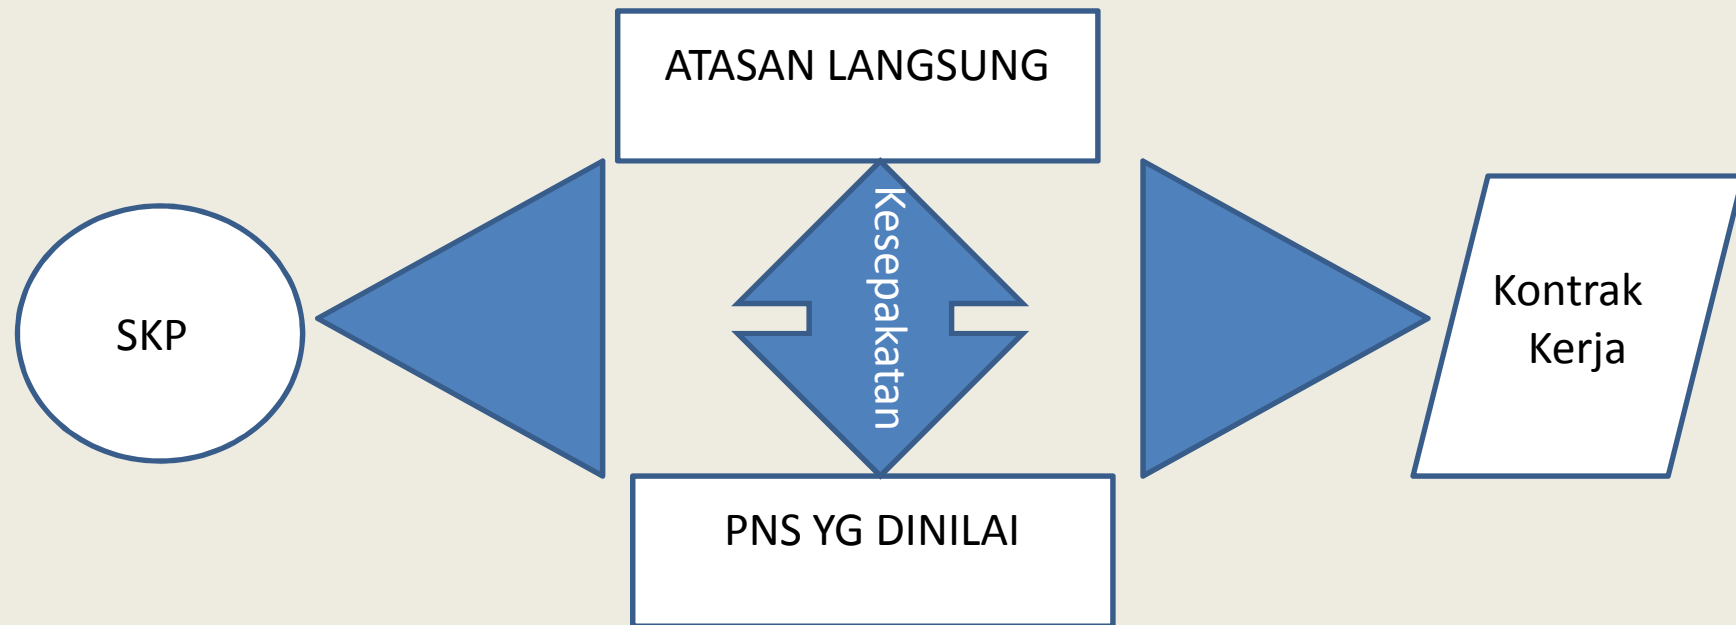 ATASAN LANGSUNG
SKP
Kesepakatan
Kontrak
Kerja
PNS YG DINILAI